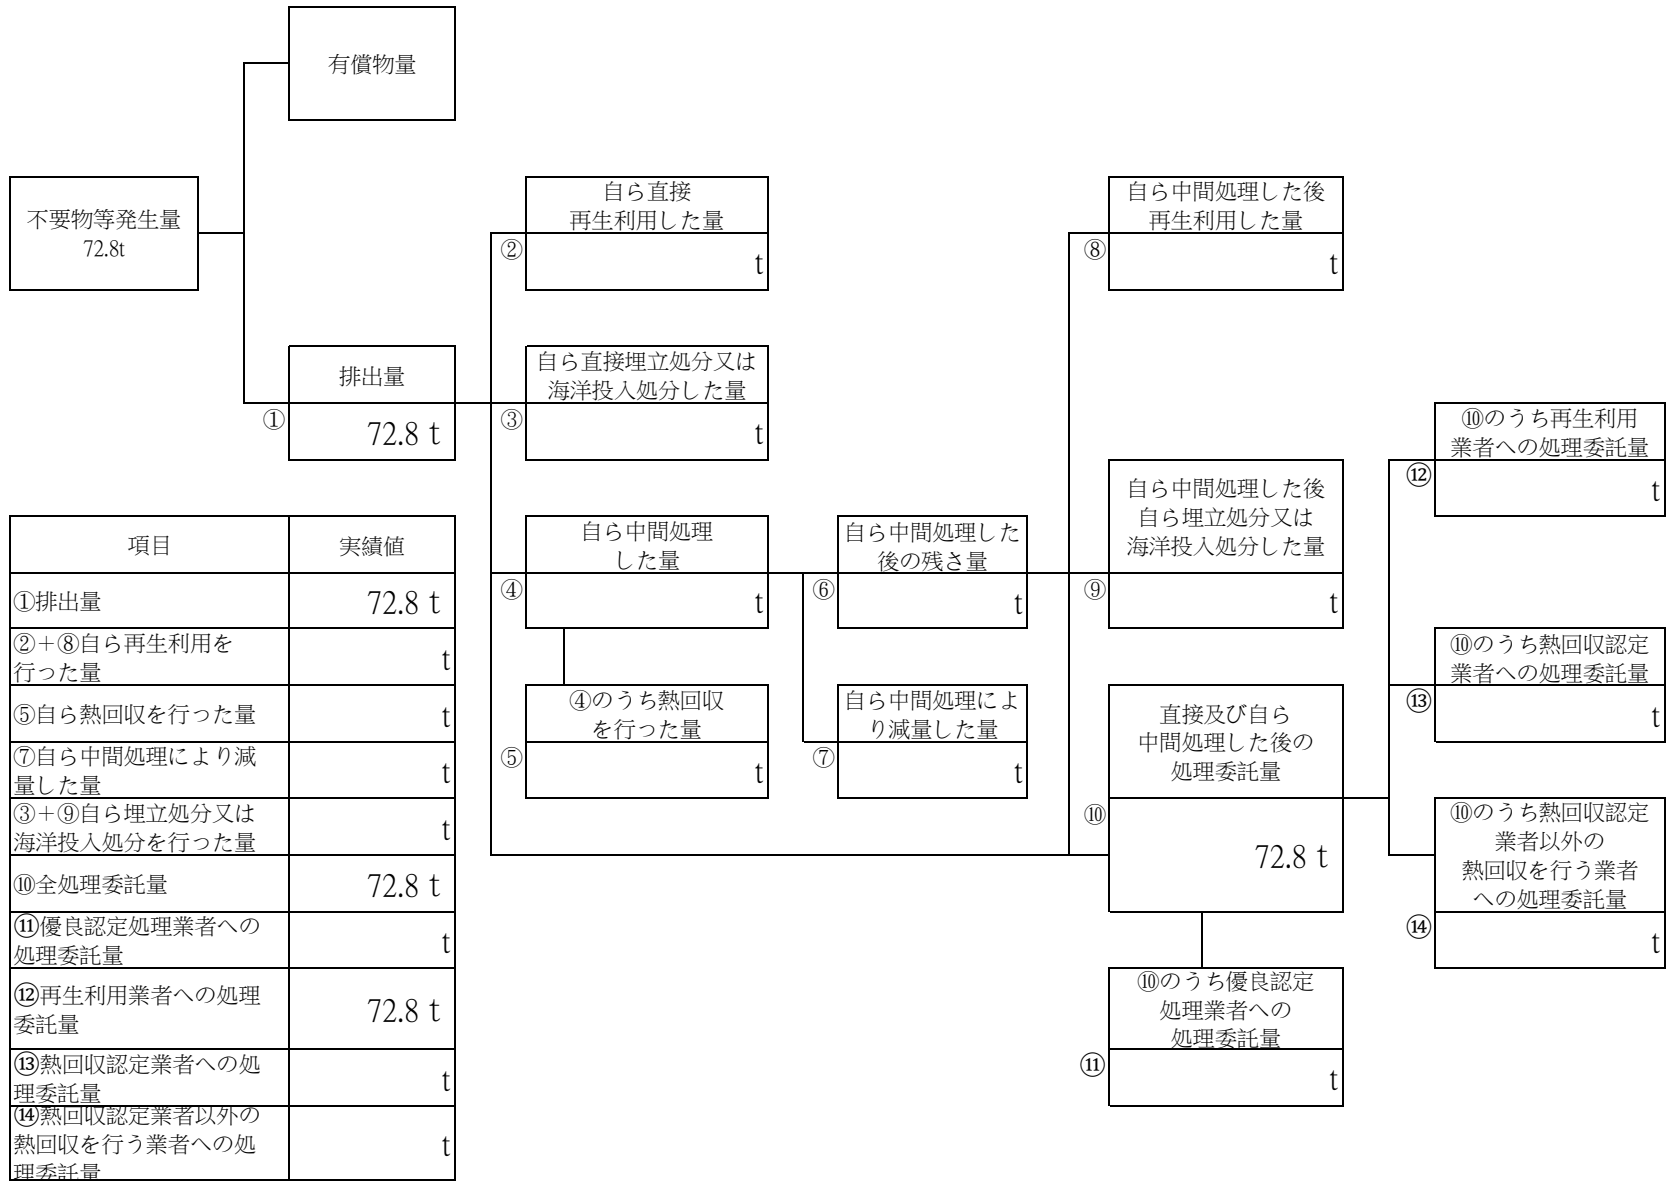 有償物量
不要物等発生量
72.8t
排出量
①
72.8 t
自ら直接
再生利用した量
②
t
自ら直接埋立処分又は
海洋投入処分した量
③
t
自ら中間処理
した量
④
t
④のうち熱回収
を行った量
⑤
t
自ら中間処理した
後の残さ量
⑥
t
自ら中間処理によ
り減量した量
⑦
t
自ら中間処理した後
再生利用した量
⑧
t
自ら中間処理した後
自ら埋立処分又は
海洋投入処分した量
⑨
t
直接及び自ら
中間処理した後の
処理委託量
⑩
72.8 t
⑩のうち優良認定
処理業者への
処理委託量
⑪
t
⑩のうち再生利用
業者への処理委託量
⑫
t
⑩のうち熱回収認定
業者への処理委託量
⑬
t
⑩のうち熱回収認定
業者以外の
熱回収を行う業者
への処理委託量
⑭
t
項目 実績値
①排出量 72.8 t
②＋⑧自ら再生利用を
行った量 t
⑤自ら熱回収を行った量 t
⑦自ら中間処理により減
量した量 t
③＋⑨自ら埋立処分又は
海洋投入処分を行った量 t
⑩全処理委託量 72.8 t
⑪優良認定処理業者への
処理委託量 t
⑫再生利用業者への処理
委託量 72.8 t
⑬熱回収認定業者への処
理委託量 t
⑭熱回収認定業者以外の
熱回収を行う業者への処
理委託量 t